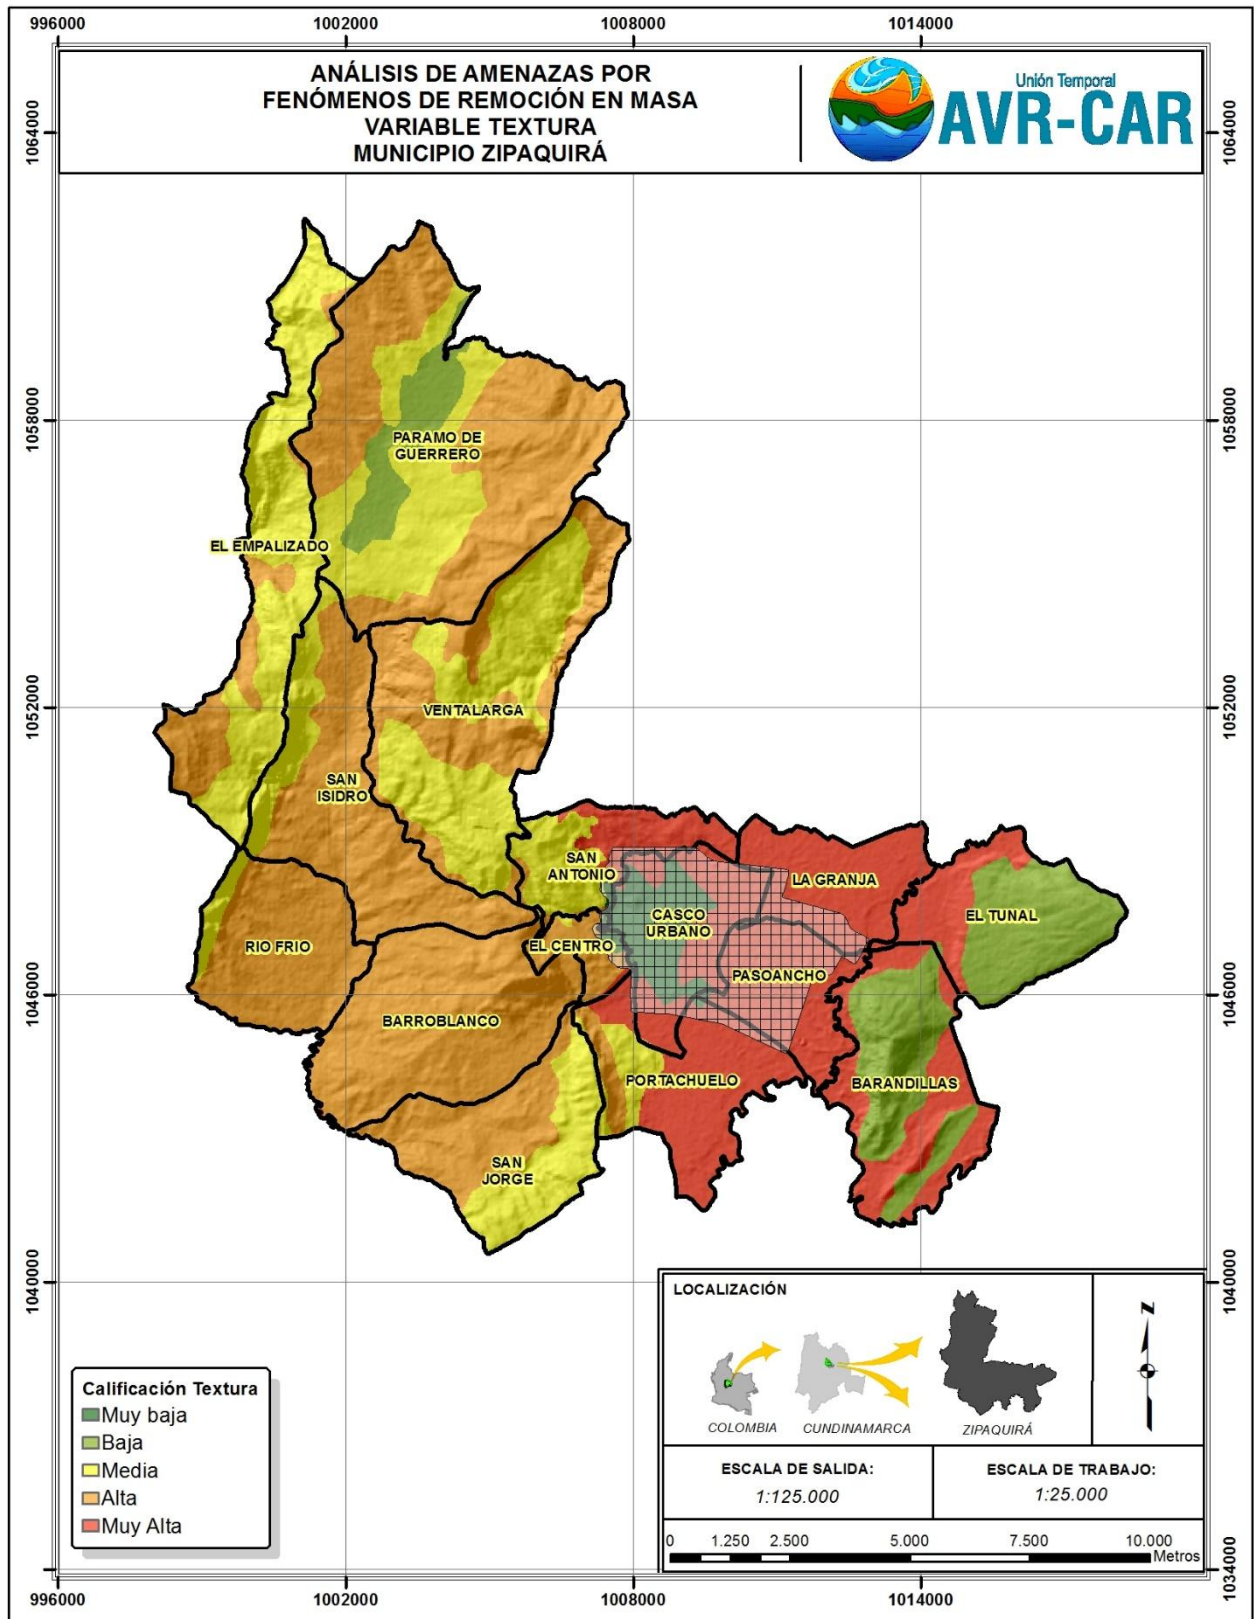 996000
1002000
1008000
1014000
ANÁLISIS DE AMENAZAS POR
FENÓMENOS DE REMOCIÓN EN MASA
VARIABLE TEXTURA
MUNICIPIO ZIPAQUIRÁ
Unión Temporal
AVR-CAR
1064000
1064000
1058000
1058000
PARAMO DE
GUERRERO
EL EMPALIZADO
1052000
1052000
VENTALARGA
SAN
ISIDRO
SAN
ANTONIO
LA GRANJA
CASCO
URBANO
EL TUNAL
RIO FRIO
EL CENTRO
PASOANCHO
1046000
1046000
BARROBLANCO
PORTACHUELO
BARANDILLAS
SAN
JORGE
1040000
1040000
LOCALIZACIÓN
COLOMBIA
CUNDINAMARCA
ZIPAQUIRÁ
N
ESCALA DE SALIDA:
1:125.000
ESCALA DE TRABAJO:
1:25.000
0
1.250
2.500
5.000
7.500
10.000
Metros
Calificación Textura
Muy baja
Baja
Media
Alta
Muy Alta
1034000
996000
1002000
1008000
1014000